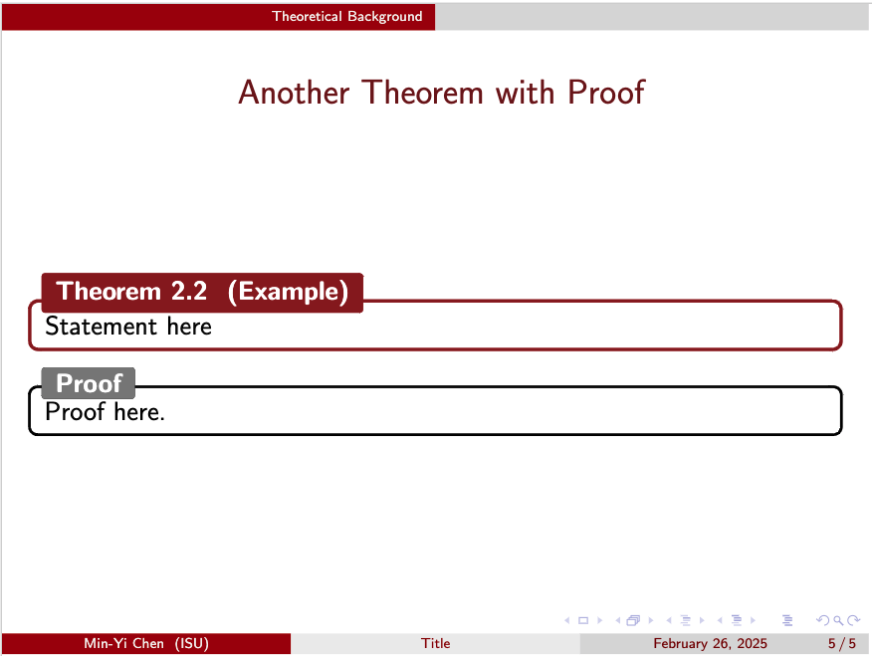 Theoretical Background
Another Theorem with Proof
Theorem 2.2 (Example)
Statement here
Proof
Proof here.
Min-Yi Chen (ISU) Title February 26, 2025 5 / 5